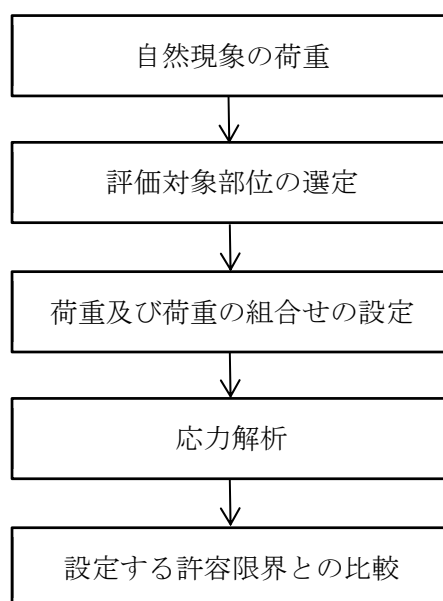 自然現象の荷重
評価対象部位の選定
荷重及び荷重の組合せの設定
応力解析
設定する許容限界との比較